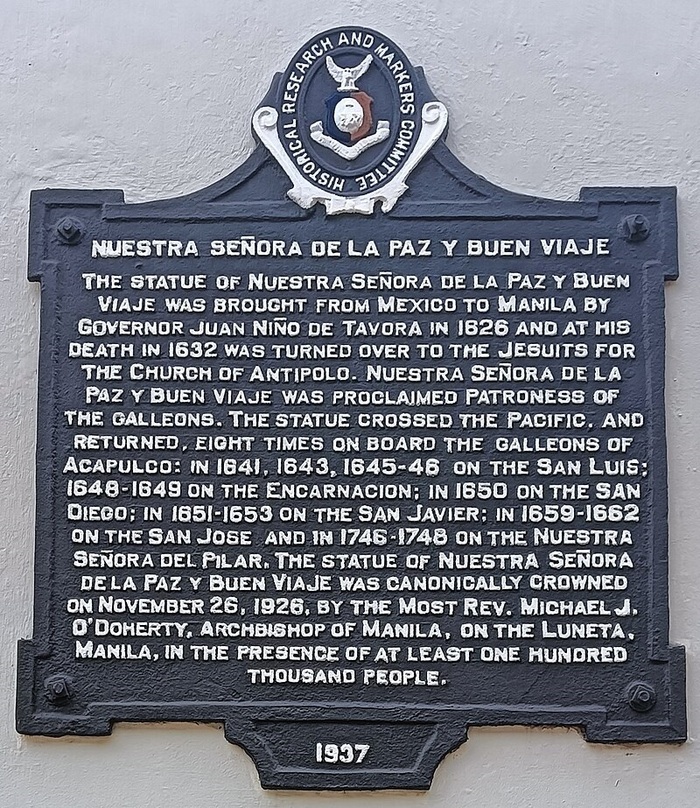 HISTORICAL RESEARCH AND MARKERS COMMITTEE
NUESTRA SEÑORA DE LA PAZ Y BUEN VIAJE
THE STATUE OF NUESTRA SEÑORA DE LA PAZ Y BUEN
VIAJE WAS BROUGHT FROM MEXICO TO MANILA BY
GOVERNOR JUAN NIÑO DE TAVORA IN 1626 AND AT HIS
DEATH IN 1632 WAS TURNED OVER TO THE JESUITS FOR
THE CHURCH OF ANTIPOLO. NUESTRA SEÑORA DE LA
PAZ Y BUEN VIAJE WAS PROCLAIMED PATRONESS OF
THE GALLEONS. THE STATUE CROSSED THE PACIFIC, AND
RETURNED, EIGHT TIMES ON BOARD THE GALLEONS OF
ACAPULCO: IN 1641, 1643, 1645-46 ON THE SAN LUIS;
1648-1649 ON THE ENCARNACION; IN 1650 ON THE SAN
DIEGO; IN 1651-1653 ON THE SAN JAVIER; IN 1659-1662
ON THE SAN JOSE AND IN 1746-1748 ON THE NUESTRA
SEÑORA DEL PILAR. THE STATUE OF NUESTRA SEÑORA
DE LA PAZ Y BUEN VIAJE WAS CANONICALLY CROWNED
ON NOVEMBER 26, 1926, BY THE MOST REV. MICHAEL J.
O'DOHERTY, ARCHBISHOP OF MANILA, ON THE LUNETA,
MANILA, IN THE PRESENCE OF AT LEAST ONE HUNDRED
THOUSAND PEOPLE.
1937